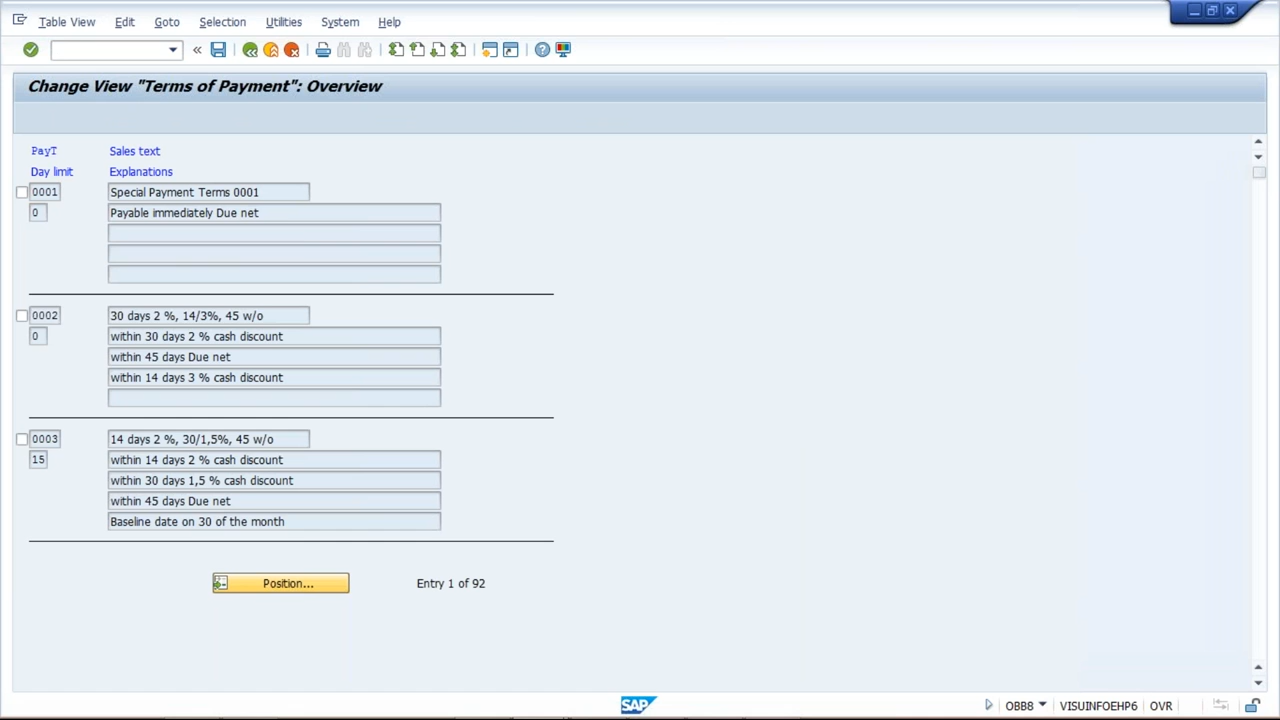 Table View Edit Goto Selection Utilities System Help
Change View "Terms of Payment": Overview
PayT Sales text
Day limit Explanations
0001 Special Payment Terms 0001
0 Payable immediately Due net
0002 30 days 2 %, 14/3%, 45 w/o
0 within 30 days 2 % cash discount
within 45 days Due net
within 14 days 3 % cash discount
0003 14 days 2 %, 30/1,5%, 45 w/o
15 within 14 days 2 % cash discount
within 30 days 1,5 % cash discount
within 45 days Due net
Baseline date on 30 of the month
Position... Entry 1 of 92
SAP OBB8 VISUINFOEHP6 OVR